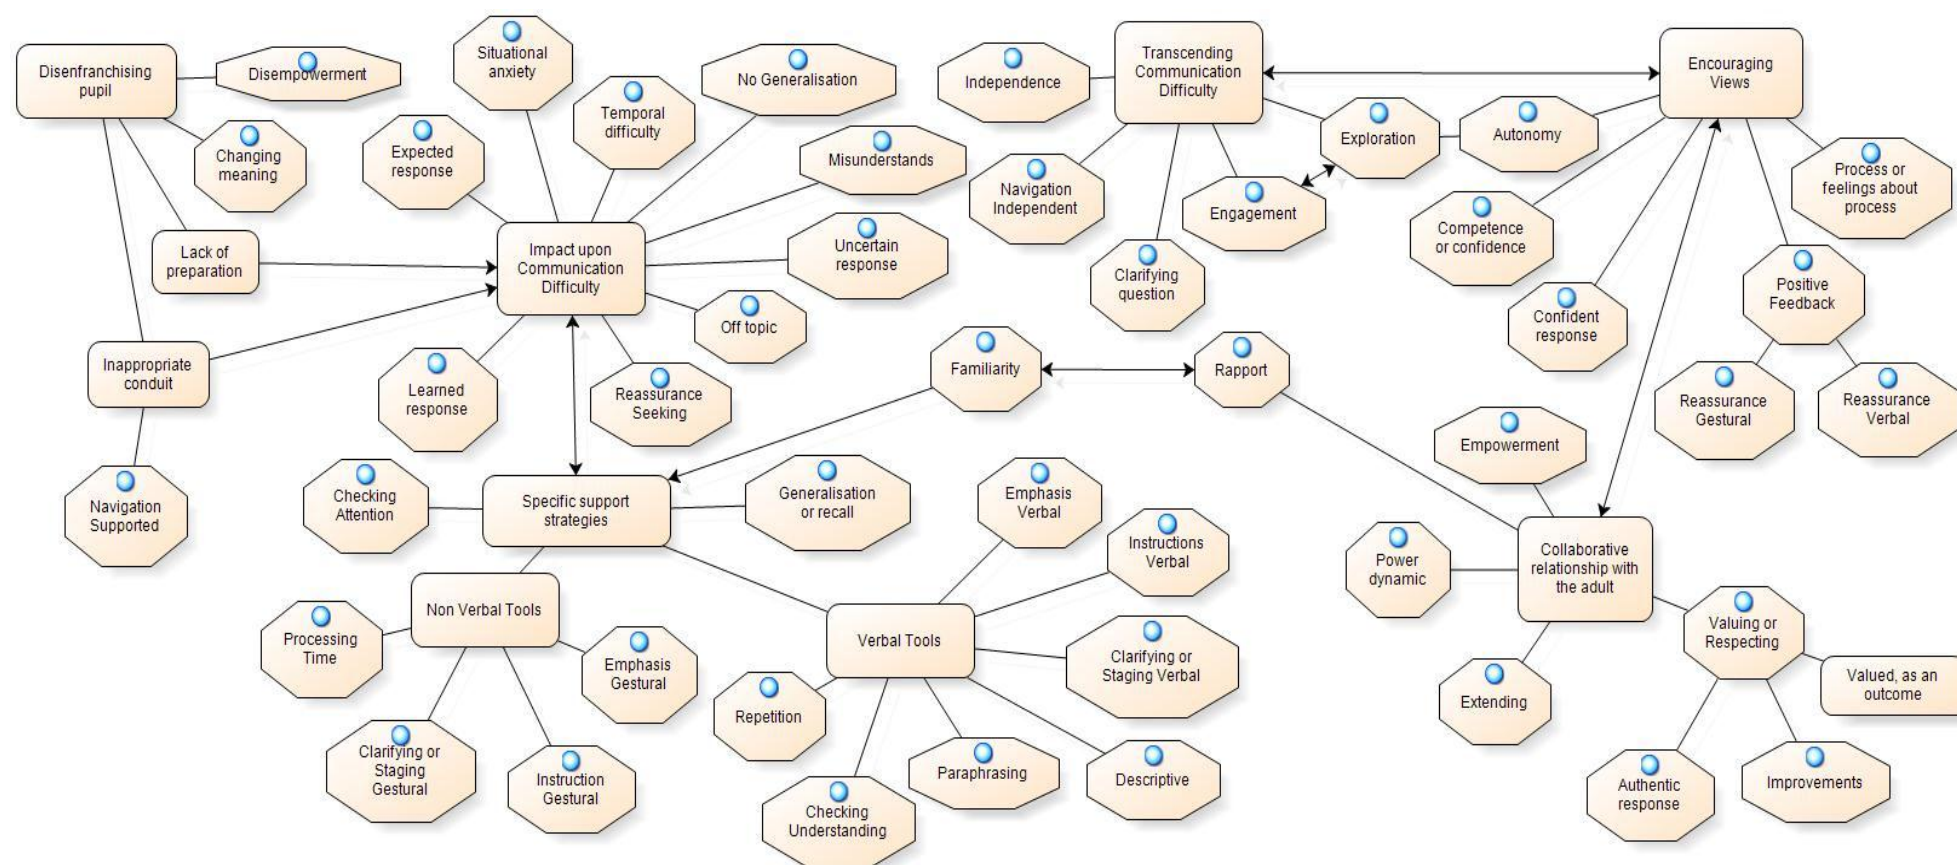 Disenfranchising
pupil
Disempowerment
Changing
meaning
Lack of
preparation
Inappropriate
conduit
Navigation
Supported
Situational
anxiety
Temporal
difficulty
No Generalisation
Expected
response
Misunderstands
Impact upon
Communication
Difficulty
Uncertain
response
Off topic
Learned
response
Reassurance
Seeking
Transcending
Communication
Difficulty
Independence
Navigation
Independent
Clarifying
question
Engagement
Exploration
Autonomy
Encouraging
Views
Process or
feelings about
process
Competence
or confidence
Confident
response
Positive
Feedback
Reassurance
Gestural
Reassurance
Verbal
Familiarity
Rapport
Empowerment
Power
dynamic
Collaborative
relationship with
the adult
Extending
Valuing or
Respecting
Valued, as an
outcome
Authentic
response
Improvements
Checking
Attention
Specific support
strategies
Generalisation
or recall
Non Verbal Tools
Processing
Time
Clarifying or
Staging
Gestural
Instruction
Gestural
Emphasis
Gestural
Verbal Tools
Emphasis
Verbal
Instructions
Verbal
Clarifying or
Staging Verbal
Repetition
Checking
Understanding
Paraphrasing
Descriptive